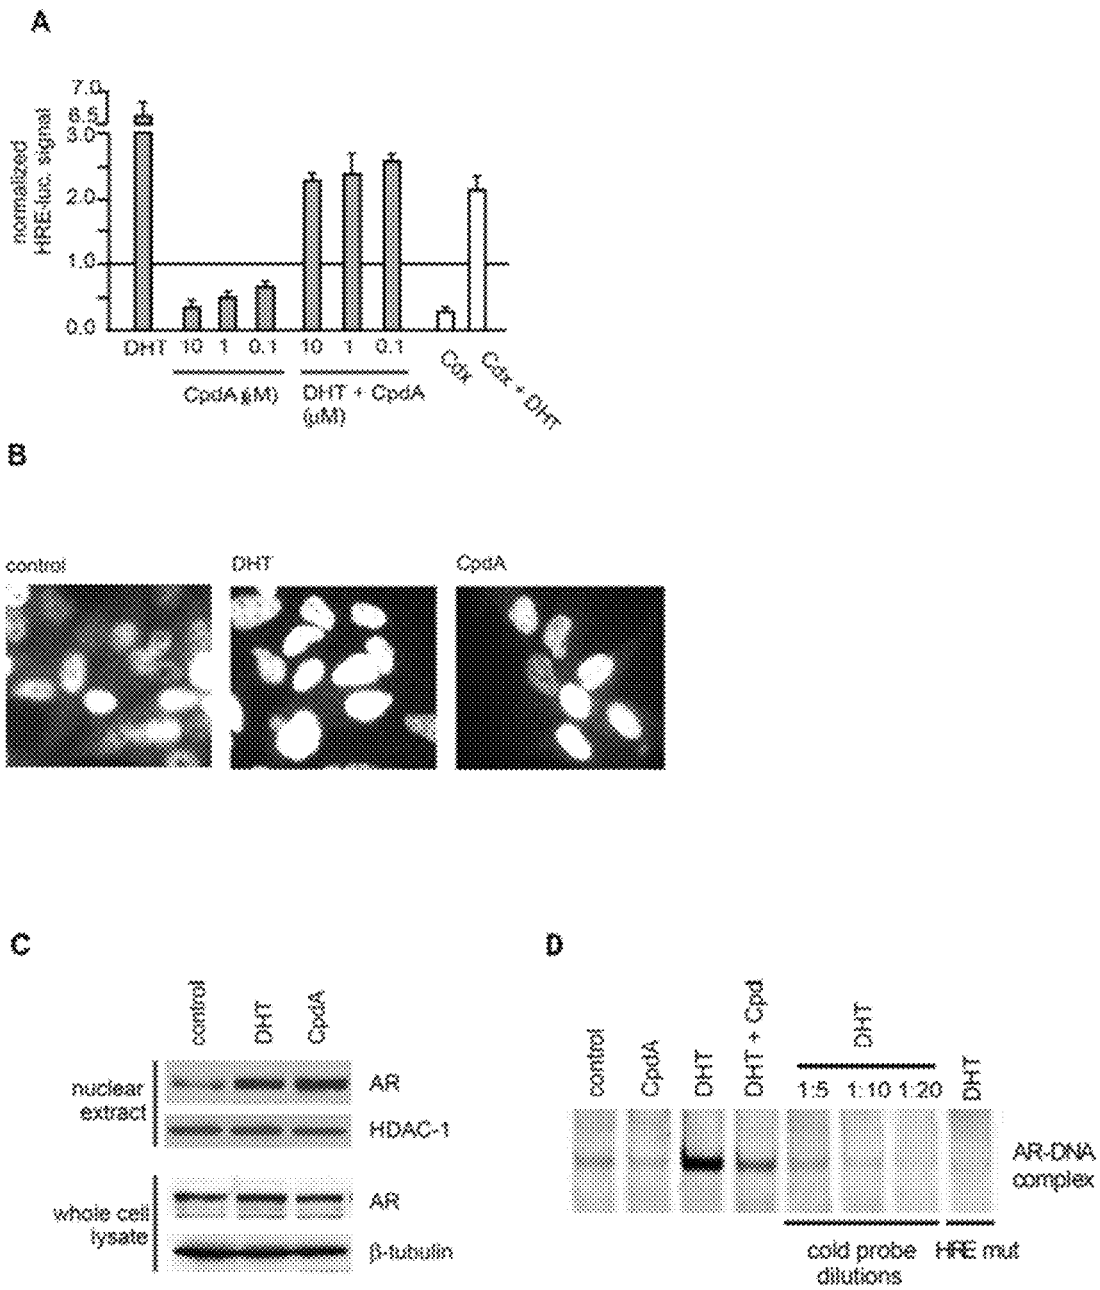 A
normalized
HRE-luc. signal
7.0
6.5
3.0
2.0
1.0
0.0
DHT 10 1 0.1 10 1 0.1 Cdx Cdx + DHT
CpdA (µM) DHT + CpdA
(µM)
B
control DHT CpdA
C
control DHT CpdA
nuclear
extract
AR
HDAC-1
whole cell
lysate
AR
β-tubulin
D
control CpdA DHT DHT + Cpd DHT DHT
1:5 1:10 1:20
AR-DNA
complex
cold probe
dilutions
HRE mut